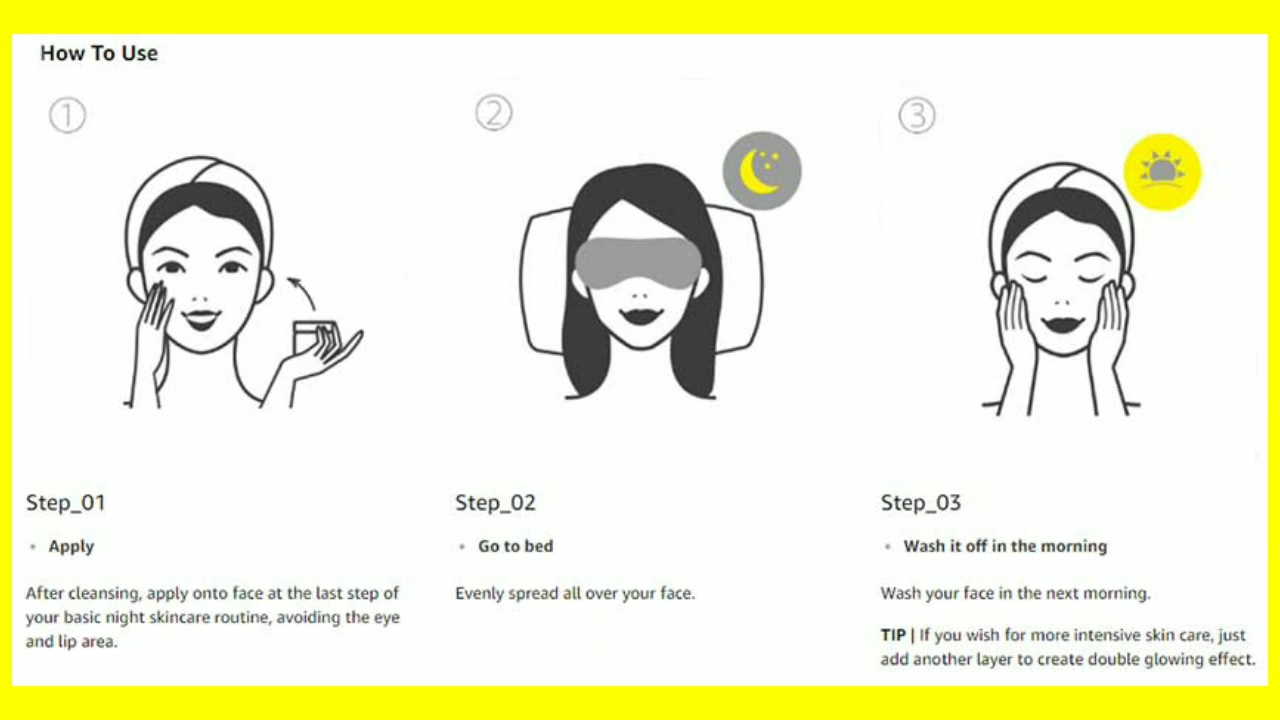 How To Use
1
2
3
Step_01
• Apply
After cleansing, apply onto face at the last step of
your basic night skincare routine, avoiding the eye
and lip area.
Step_02
• Go to bed
Evenly spread all over your face.
Step_03
• Wash it off in the morning
Wash your face in the next morning.
TIP | If you wish for more intensive skin care, just
add another layer to create double glowing effect.